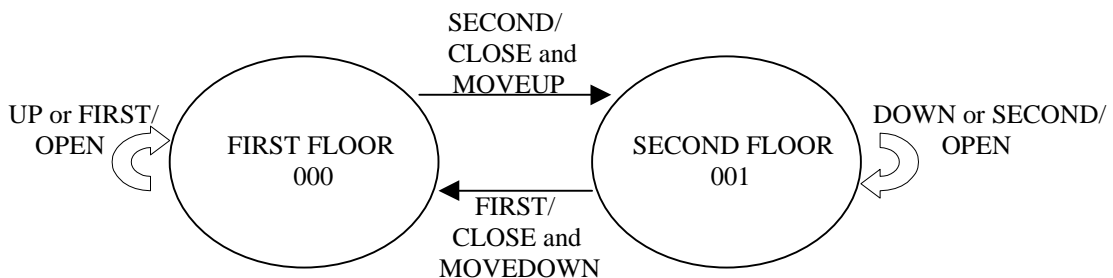 SECOND/
CLOSE and
MOVEUP
UP or FIRST/
OPEN
FIRST FLOOR
000
SECOND FLOOR
001
DOWN or SECOND/
OPEN
FIRST/
CLOSE and
MOVEDOWN